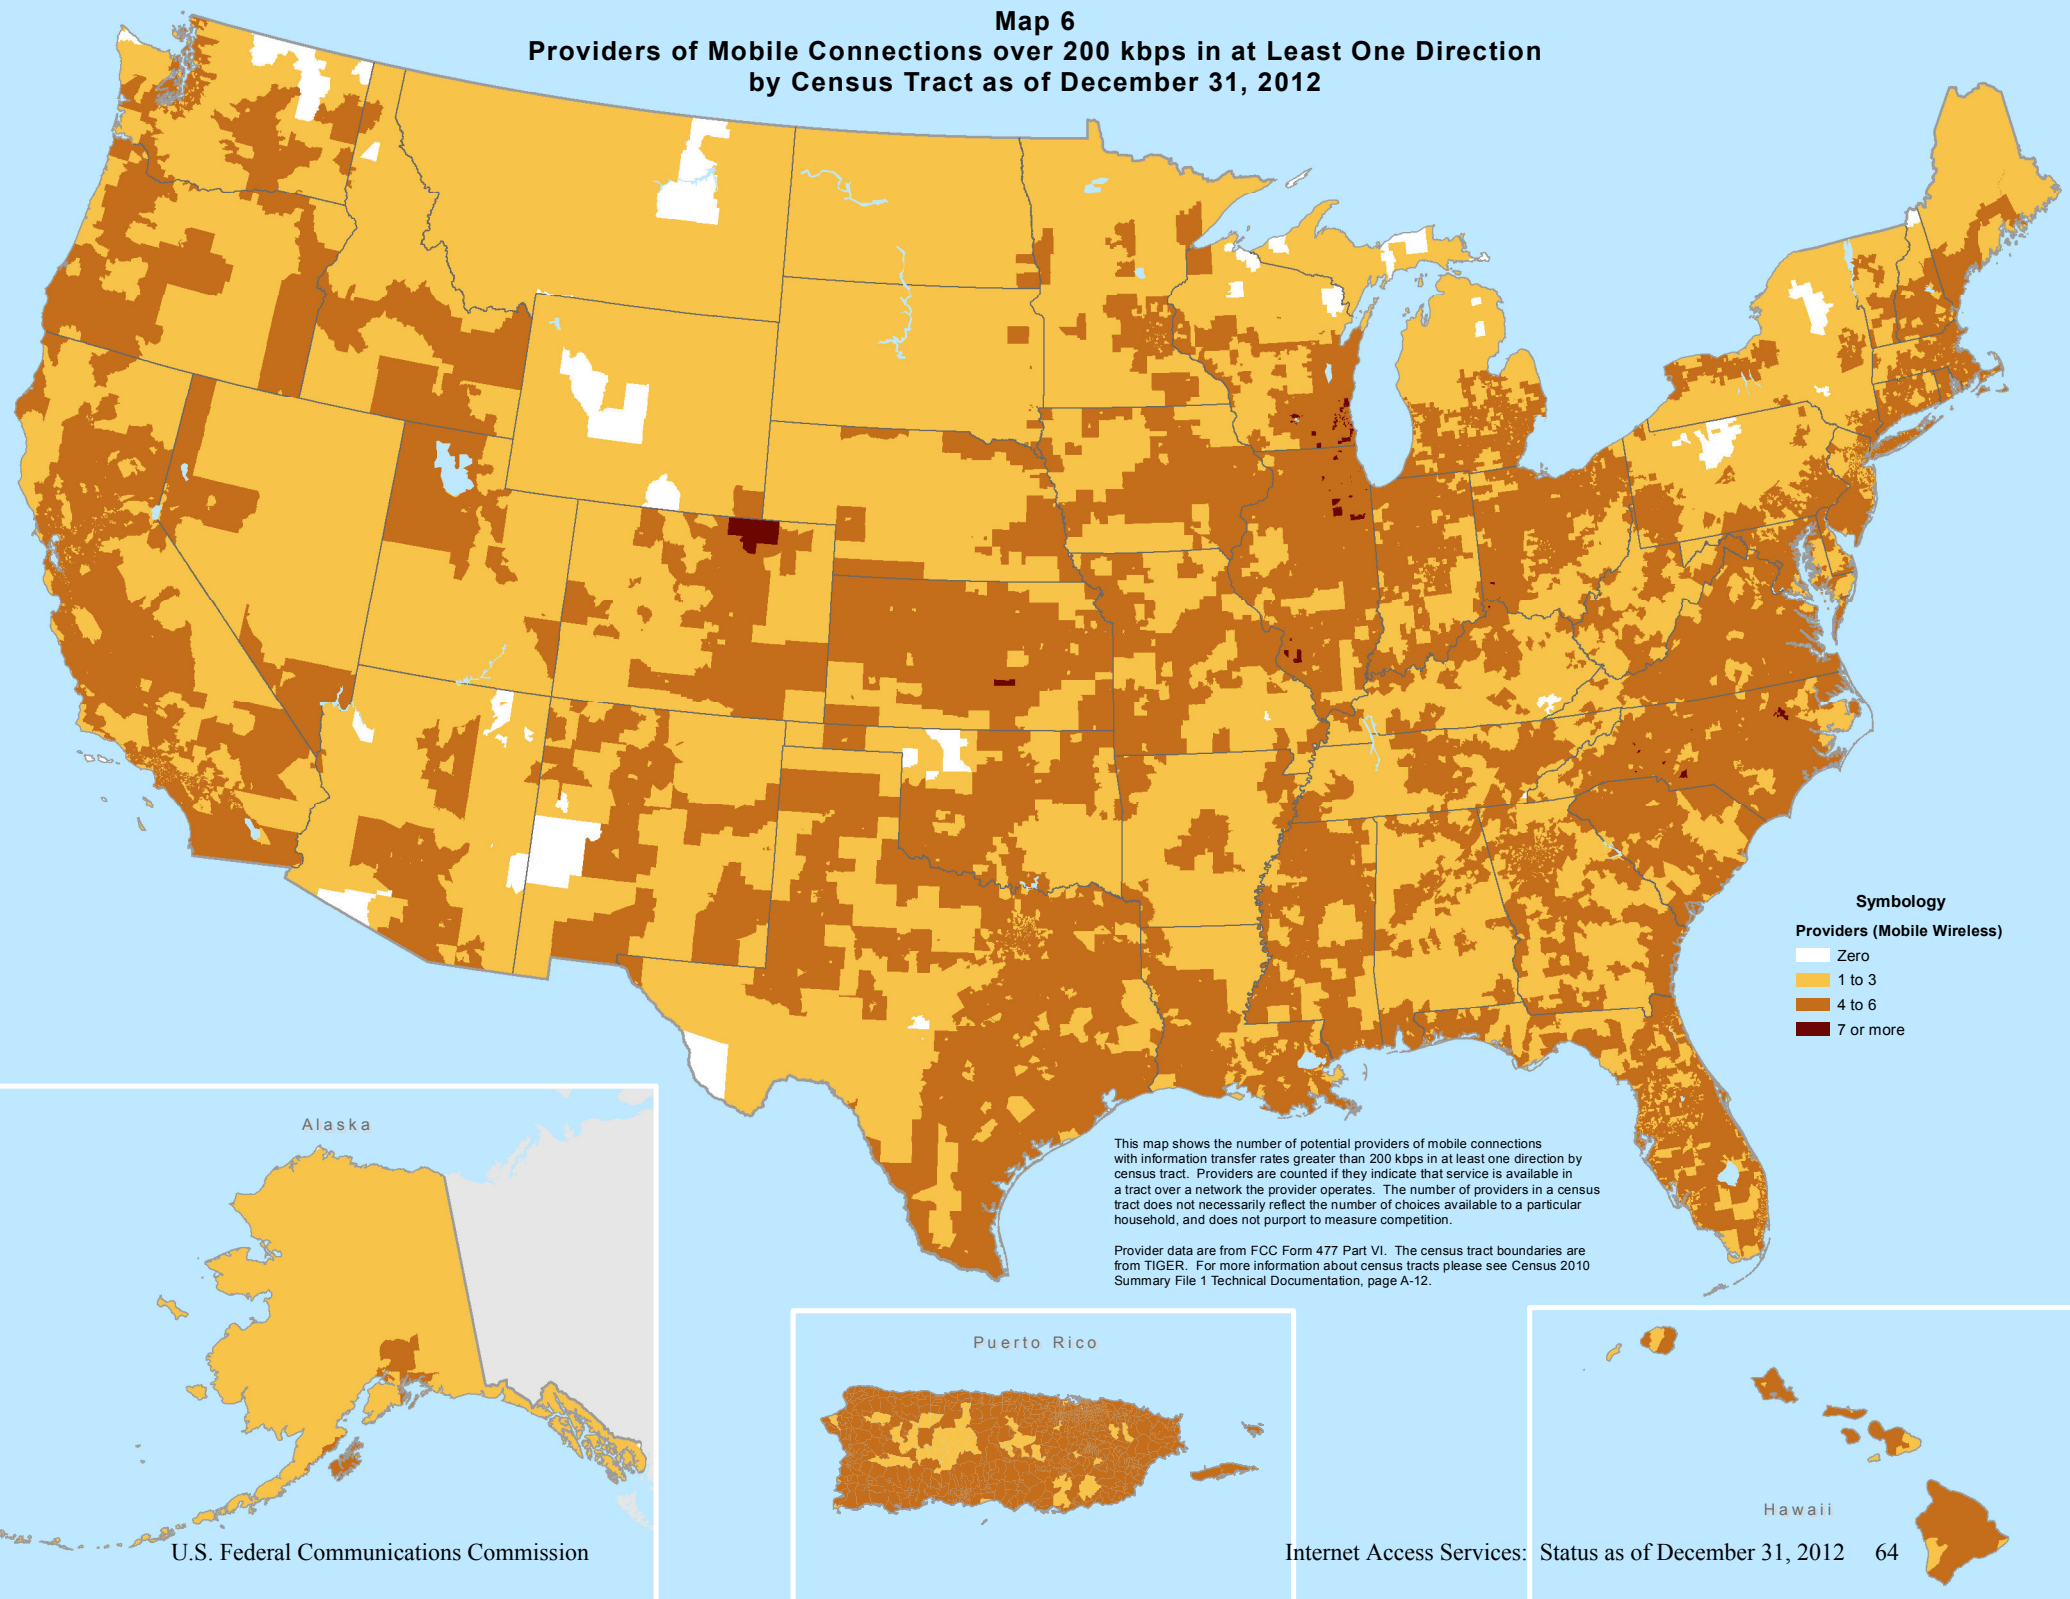 Map 6
Providers of Mobile Connections over 200 kbps in at Least One Direction
by Census Tract as of December 31, 2012
Symbology
Providers (Mobile Wireless)
Zero
1 to 3
4 to 6
7 or more
Alaska
This map shows the number of potential providers of mobile connections
with information transfer rates greater than 200 kbps in at least one direction by
census tract. Providers are counted if they indicate that service is available in
a tract over a network the provider operates. The number of providers in a census
tract does not necessarily reflect the number of choices available to a particular
household, and does not purport to measure competition.
Provider data are from FCC Form 477 Part VI. The census tract boundaries are
from TIGER. For more information about census tracts please see Census 2010
Summary File 1 Technical Documentation, page A-12.
Puerto Rico
Hawaii
U.S. Federal Communications Commission
Internet Access Services: Status as of December 31, 2012 64